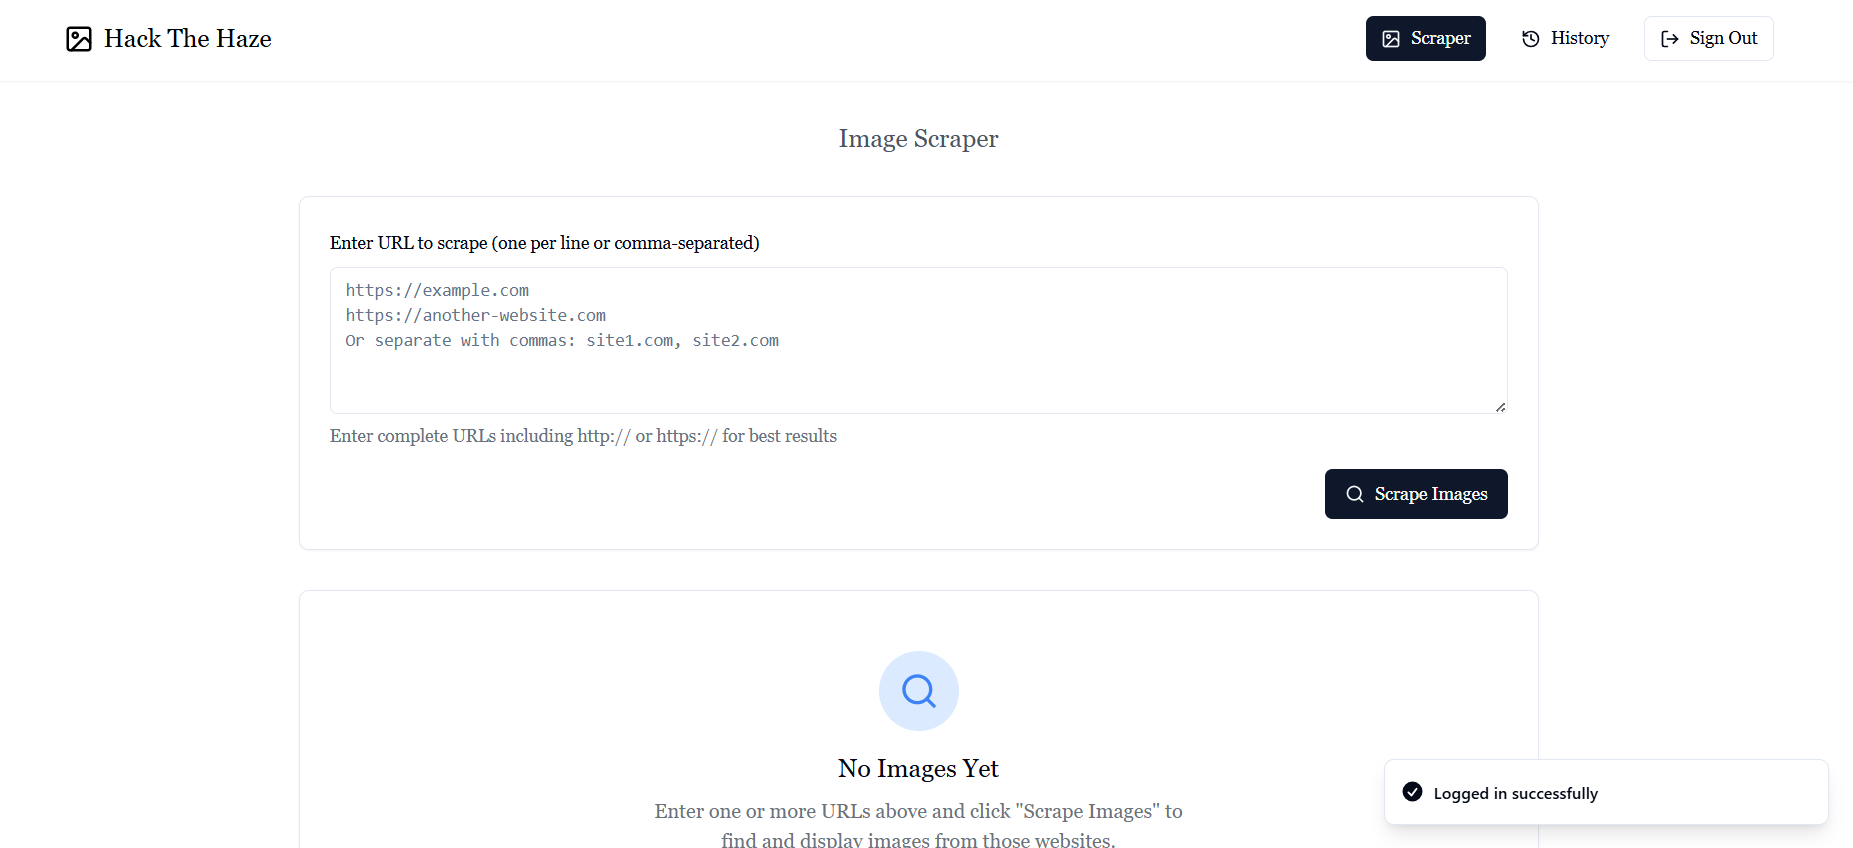 Hack The Haze
Scraper
History
Sign Out
Image Scraper
Enter URL to scrape (one per line or comma-separated)
https://example.com
https://another-website.com
Or separate with commas: site1.com, site2.com
Enter complete URLs including http:// or https:// for best results
Scrape Images
No Images Yet
Enter one or more URLs above and click "Scrape Images" to
find and display images from those websites.
Logged in successfully